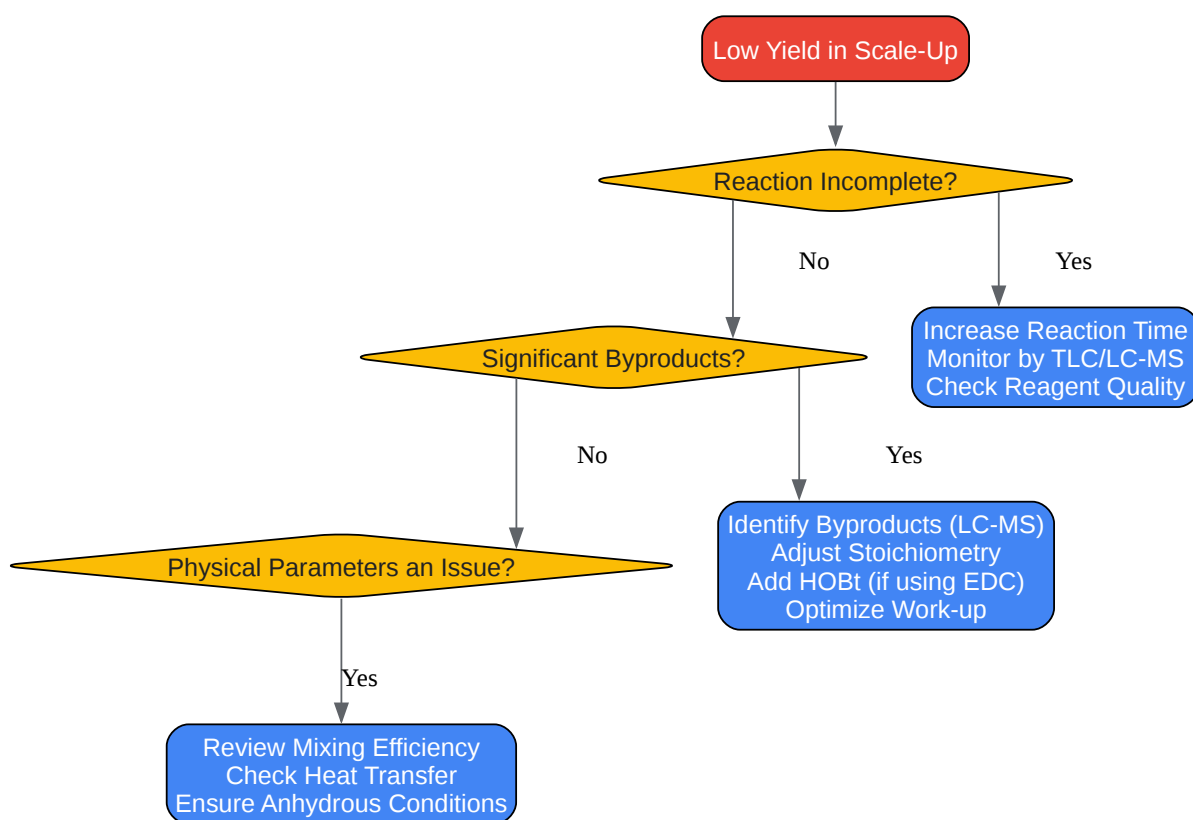 Low Yield in Scale-Up
Reaction Incomplete?
No
Yes
Increase Reaction Time
Monitor by TLC/LC-MS
Check Reagent Quality
Significant Byproducts?
No
Yes
Identify Byproducts (LC-MS)
Adjust Stoichiometry
Add HOBt (if using EDC)
Optimize Work-up
Physical Parameters an Issue?
Yes
Review Mixing Efficiency
Check Heat Transfer
Ensure Anhydrous Conditions